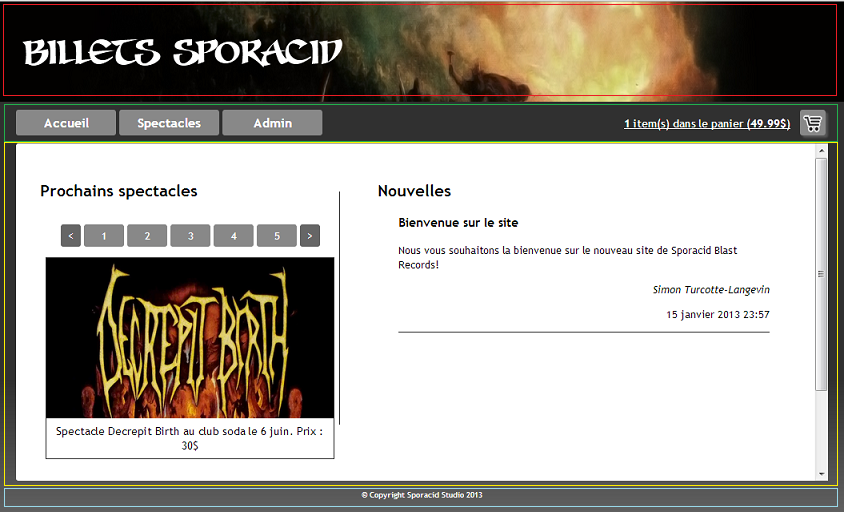 BILLETS SPORACID
Accueil Spectacles Admin 1 item(s) dans le panier (49.99$)
Prochains spectacles
< 1 2 3 4 5 >
DECREPIT BIRTH
Spectacle Decrepit Birth au club soda le 6 juin. Prix :
30$
Nouvelles
Bienvenue sur le site
Nous vous souhaitons la bienvenue sur le nouveau site de Sporacid Blast
Records!
Simon Turcotte-Langevin
15 janvier 2013 23:57
© Copyright Sporacid Studio 2013